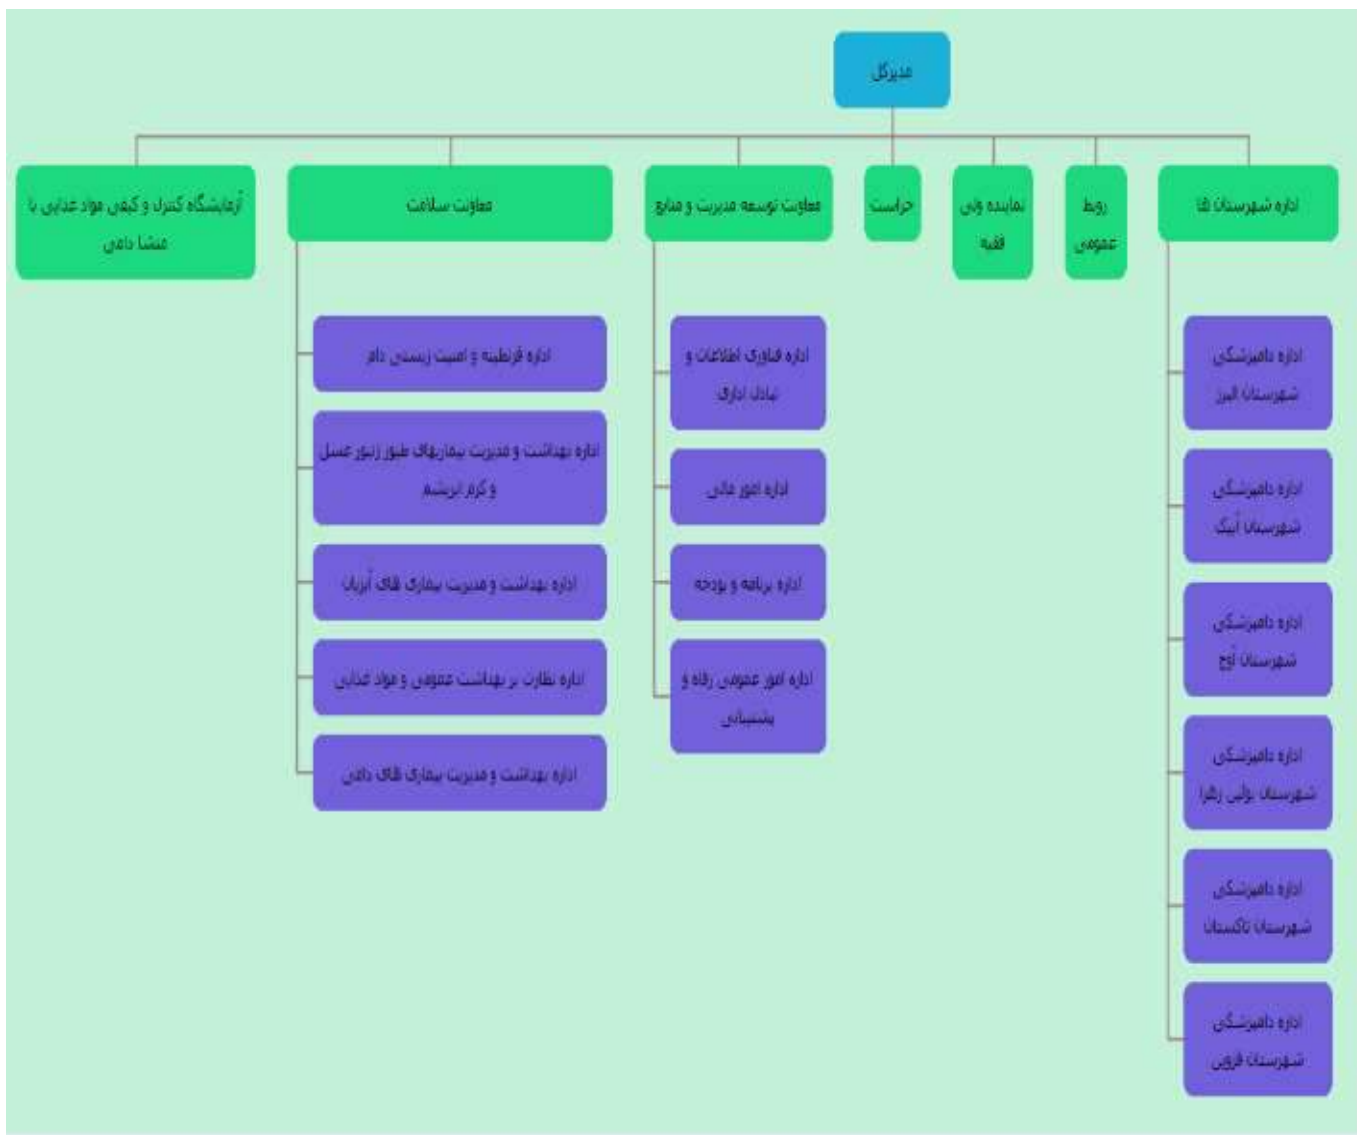 مدیرکل
اداره شهرستان ها
روبط
عمومی
نماینده ولی
فقیه
حراست
معاونت توسعه مدیریت و منابع
معاونت سلامت
آزمایشگاه کنترل و کیفی مواد غذایی با
منشا دامی
اداره دامپزشکی
شهرستان البرز
اداره دامپزشکی
شهرستان آبیک
اداره دامپزشکی
شهرستان آوج
اداره دامپزشکی
شهرستان بوئین زهرا
اداره دامپزشکی
شهرستان تاکستان
اداره دامپزشکی
شهرستان قزوین
اداره فناوری اطلاعات و
تبادل اداری
اداره امور مالی
اداره برنامه و بودجه
اداره امور عمومی رفاه و
پشتیبانی
اداره قرنطینه و امنیت زیستی دام
اداره بهداشت و مدیریت بیماریهای طیور زنبور عسل
و کرم ابریشم
اداره بهداشت و مدیریت بیماری های آبزیان
اداره نظارت بر بهداشت عمومی و مواد غذایی
اداره بهداشت و مدیریت بیماری های دامی